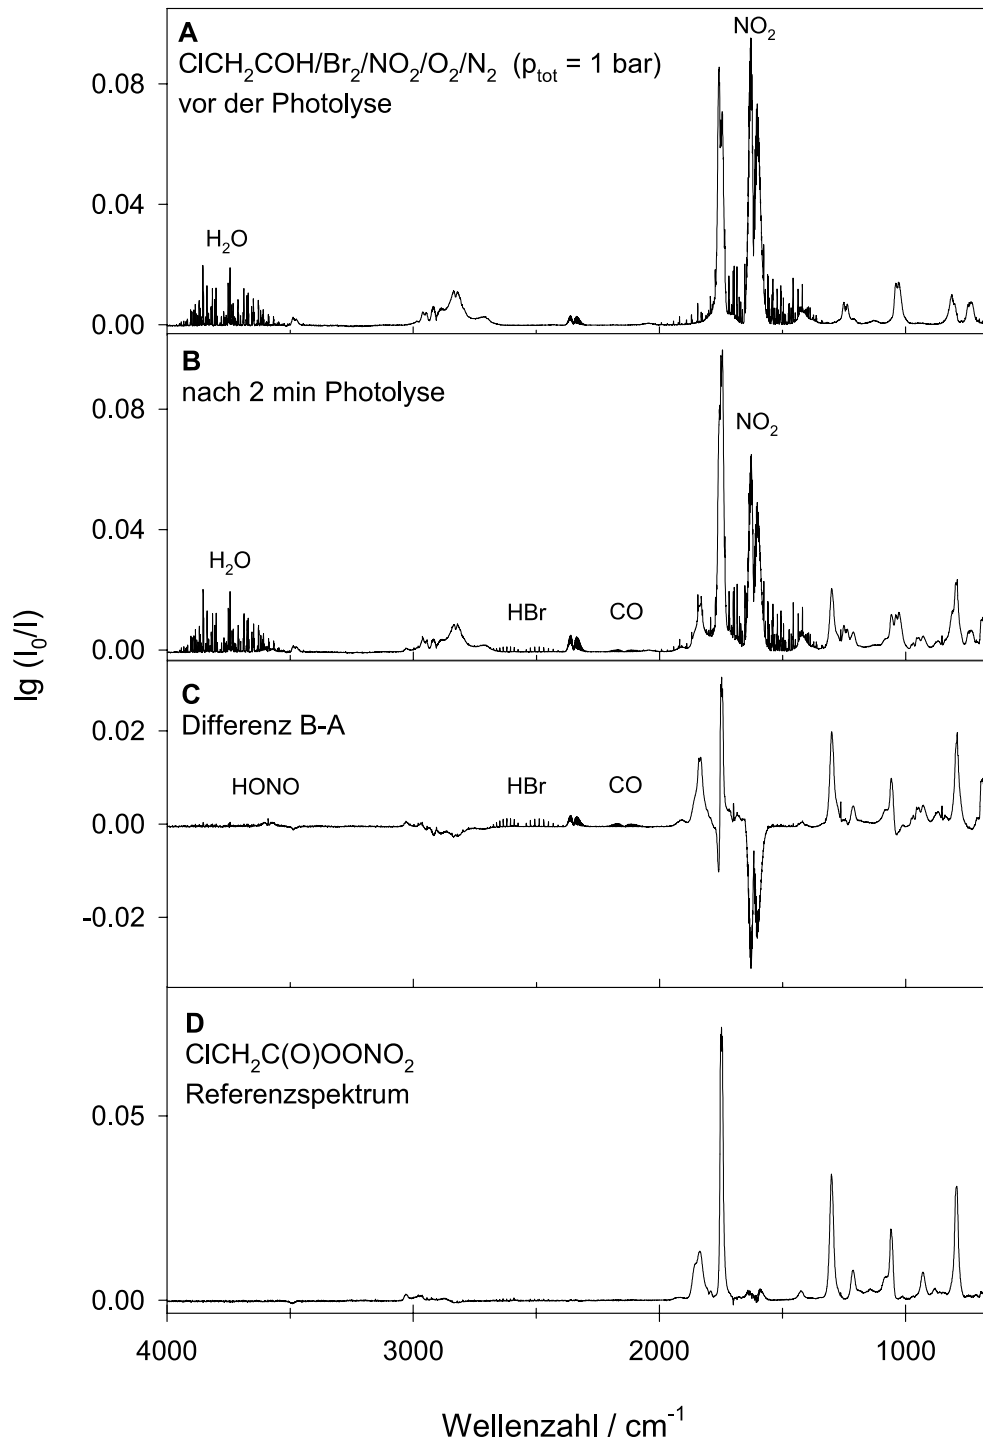 A
ClCH₂COH/Br₂/NO₂/O₂/N₂ (pₜₒₜ = 1 bar)
vor der Photolyse
NO₂
0.08
0.04
H₂O
0.00
B
nach 2 min Photolyse
0.08
NO₂
0.04
H₂O
HBr
CO
0.00
lg (I₀/I)
C
Differenz B-A
0.02
HONO
HBr
CO
0.00
-0.02
D
ClCH₂C(O)OONO₂
Referenzspektrum
0.05
0.00
4000
3000
2000
1000
Wellenzahl / cm⁻¹